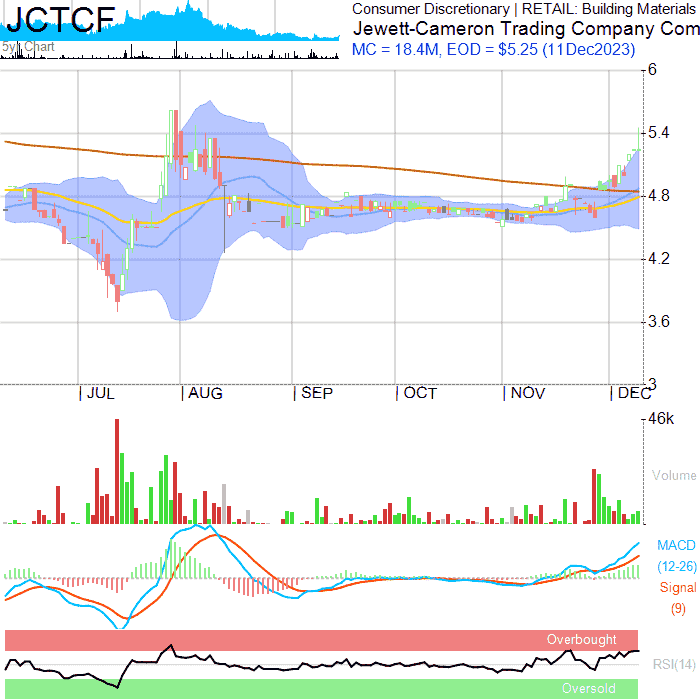 JCTCF
5y Chart
Consumer Discretionary | RETAIL: Building Materials
Jewett-Cameron Trading Company Com
MC = 18.4M, EOD = $5.25 (11Dec2023)
6
5.4
4.8
4.2
3.6
3
JUL AUG SEP OCT NOV DEC
46k
Volume
MACD
(12-26)
Signal
(9)
Overbought
RSI(14)
Oversold